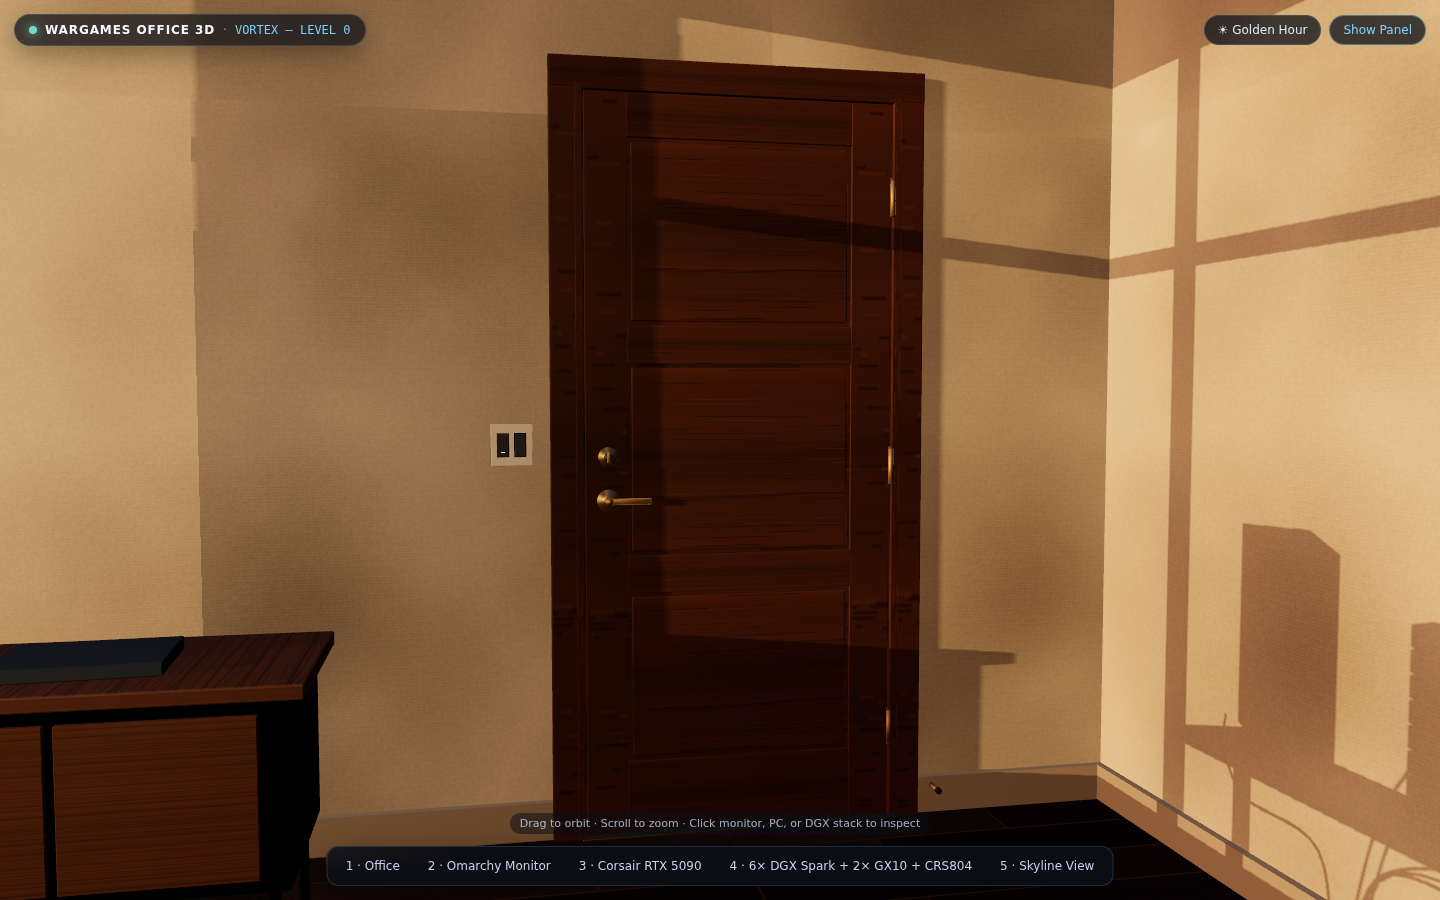 WARGAMES OFFICE 3D · VORTEX — LEVEL 0
☀ Golden Hour
Show Panel
Drag to orbit · Scroll to zoom · Click monitor, PC, or DGX stack to inspect
1 · Office
2 · Omarchy Monitor
3 · Corsair RTX 5090
4 · 6× DGX Spark + 2× GX10 + CRS804
5 · Skyline View